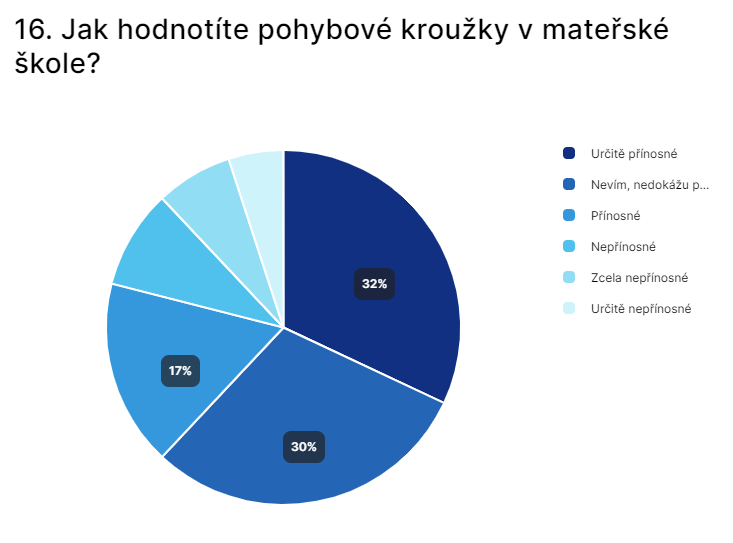 16. Jak hodnotíte pohybové kroužky v mateřské
škole?
Určitě přínosné
Nevím, nedokážu p...
Přínosné
Nepřínosné
Zcela nepřínosné
Určitě nepřínosné
32%
17%
30%